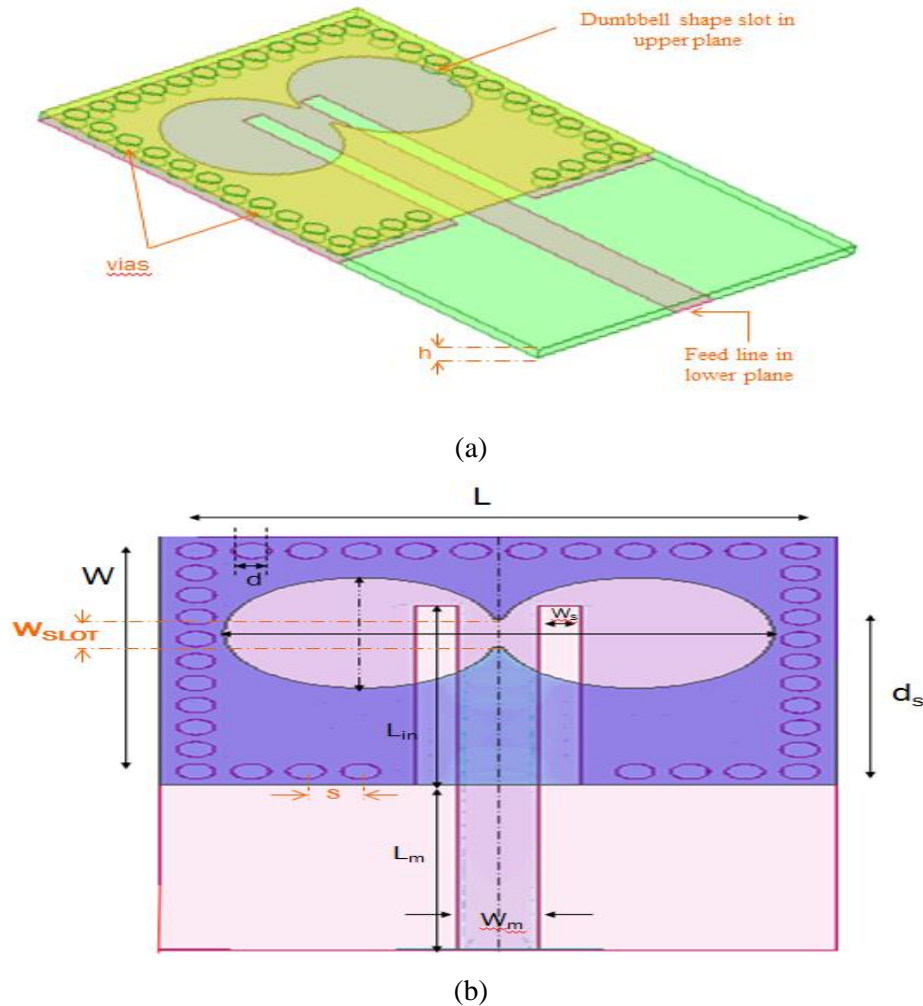 Dumbbell shape slot in
upper plane
vias
h
Feed line in
lower plane
(a)
L
W
d
WSLOT
Ws
ds
Lin
s
Lm
Wm
(b)